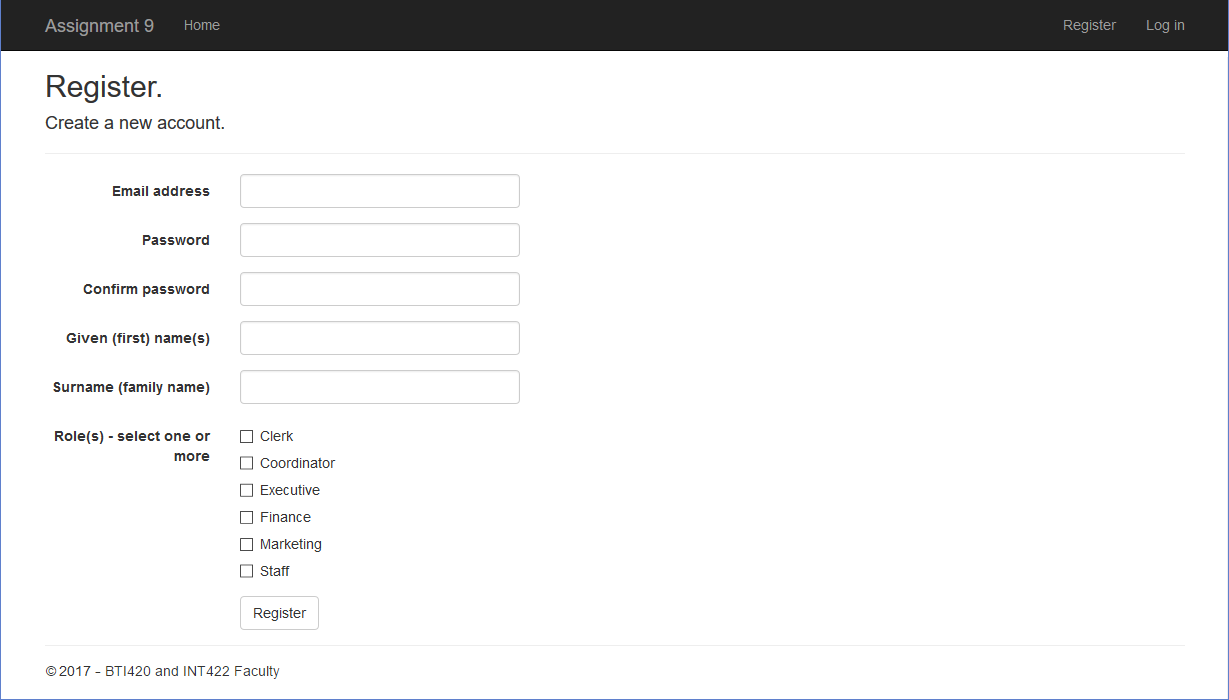 Assignment 9 Home Register Log in
Register.
Create a new account.
Email address
Password
Confirm password
Given (first) name(s)
Surname (family name)
Role(s) - select one or
more
Clerk
Coordinator
Executive
Finance
Marketing
Staff
Register
© 2017 - BTI420 and INT422 Faculty